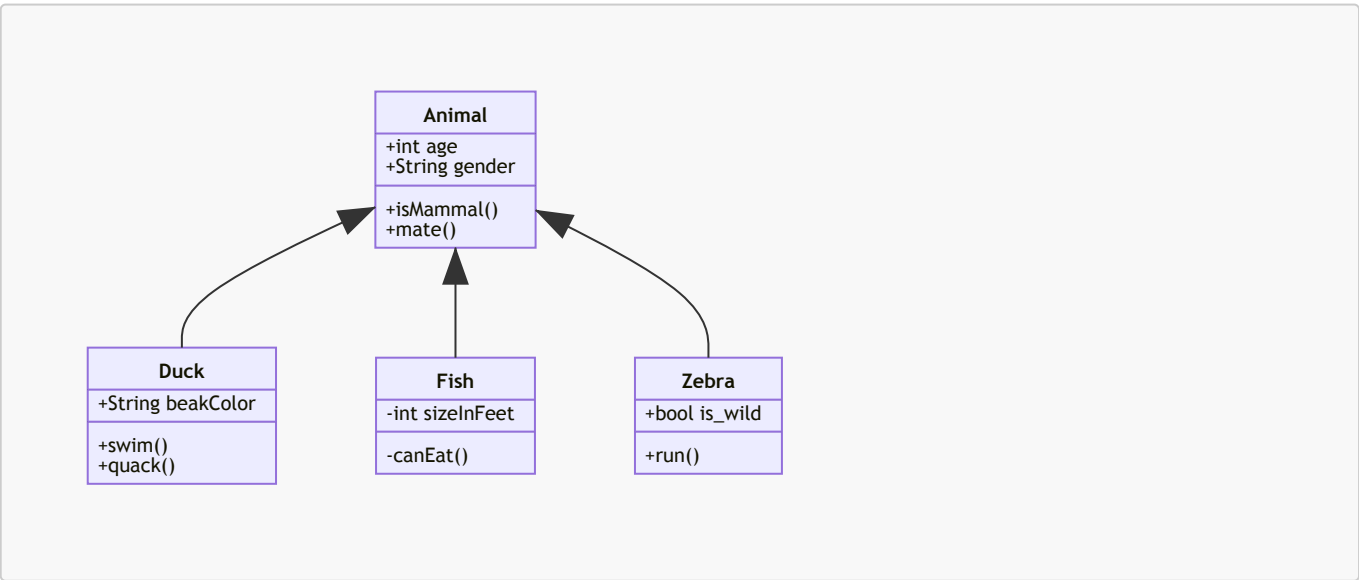 Animal
+int age
+String gender
+isMammal()
+mate()
Duck
+String beakColor
+swim()
+quack()
Fish
-int sizeInFeet
-canEat()
Zebra
+bool is_wild
+run()